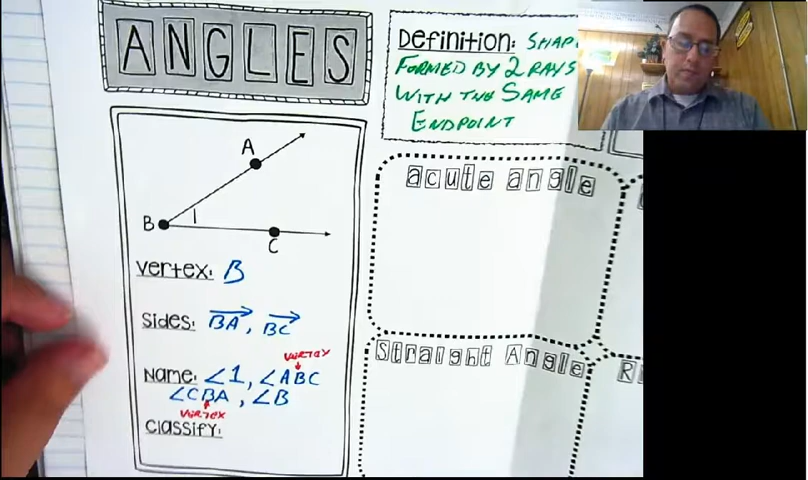 ANGLES
Definition: SHAP
FORMED BY 2 RAYS
WITH THE SAME
ENDPOINT
A
B
1
C
Vertex: B
Sides: BA, BC
VERTEX
Name: ∠1, ∠ABC
∠CBA, ∠B
VERTEX
Classify:
acute angle
Straight Angle
R